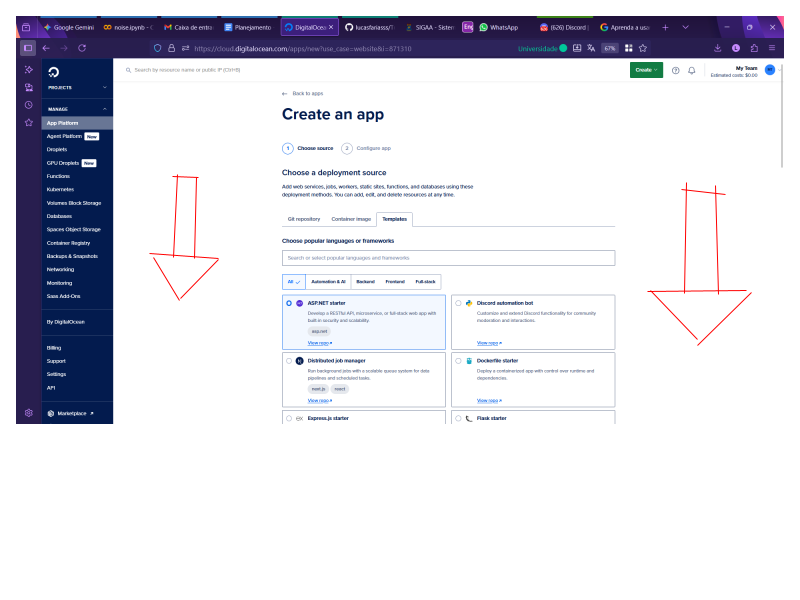 Google Gemini
noise.ipynb - C
Caixa de entra
Planejamento
DigitalOcea
lucasfariasss/T
SIGAA - Sister
Enç
WhatsApp
(626) Discord |
Aprenda a usa
https://cloud.digitalocean.com/apps/new?use_case=website&i=871310
Universidade
67%
Search by resource name or public IP (Ctrl+B)
Create
My Team
Estimated costs: $0.00
PROJECTS
MANAGE
App Platform
Agent Platform New
Droplets
GPU Droplets New
Functions
Kubernetes
Volumes Block Storage
Databases
Spaces Object Storage
Container Registry
Backups & Snapshots
Networking
Monitoring
Saas Add-Ons
By DigitalOcean
Billing
Support
Settings
API
Marketplace
← Back to apps
Create an app
1 Choose source 2 Configure app
Choose a deployment source
Add web services, jobs, workers, static sites, functions, and databases using these
deployment methods. You can add, edit, and delete resources at any time.
Git repository Container image Templates
Choose popular languages or frameworks
Search or select popular languages and frameworks
All Automation & AI Backend Frontend Full-stack
ASP.NET starter
Develop a RESTful API, microservice, or full-stack web app with
built-in security and scalability.
asp.net
View repo
Discord automation bot
Customize and extend Discord functionality for community
moderation and interactions.
View repo
Distributed job manager
Run background jobs with a scalable queue system for data
pipelines and scheduled tasks.
next.js react
View repo
Dockerfile starter
Deploy a containerized app with control over runtime and
dependencies.
View repo
ex Express.js starter
Flask starter